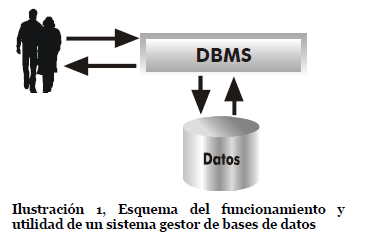 DBMS
Datos
Ilustración 1, Esquema del funcionamiento y
utilidad de un sistema gestor de bases de datos